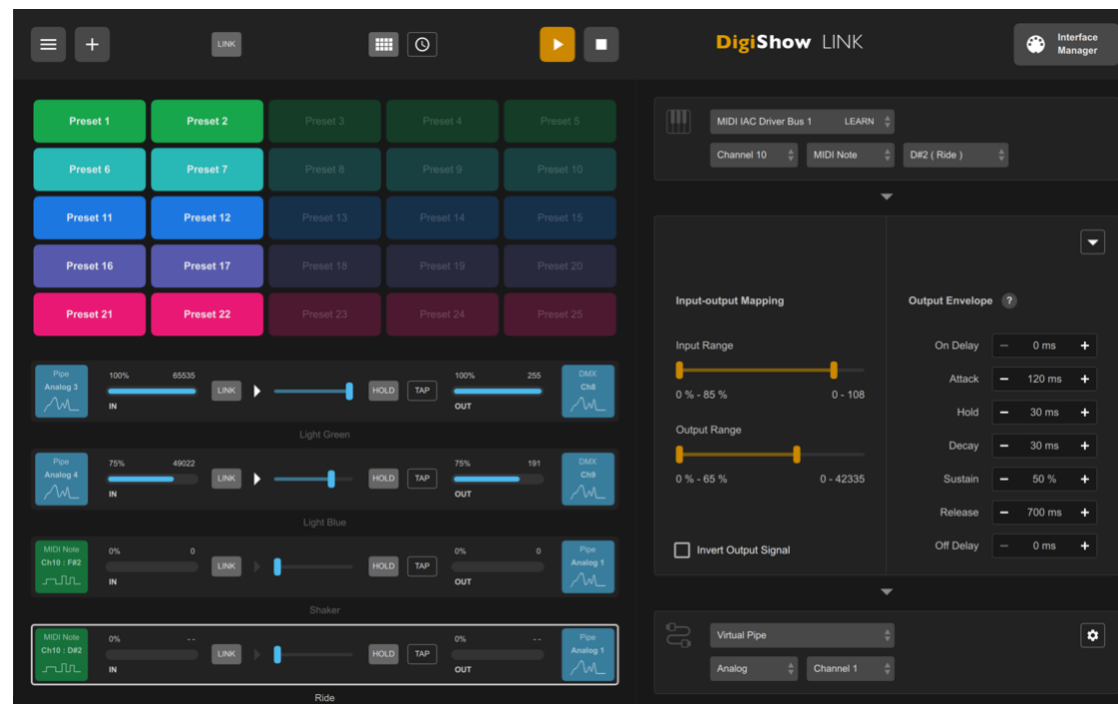 LINK
DigiShow LINK
Interface
Manager
Preset 1 Preset 2 Preset 3 Preset 4 Preset 5
Preset 6 Preset 7 Preset 8 Preset 9 Preset 10
Preset 11 Preset 12 Preset 13 Preset 14 Preset 15
Preset 16 Preset 17 Preset 18 Preset 19 Preset 20
Preset 21 Preset 22 Preset 23 Preset 24 Preset 25
Pipe
Analog 3
100% 65535
IN
LINK
HOLD TAP
100% 255
OUT
DMX
Ch8
Light Green
Pipe
Analog 4
75% 49022
IN
LINK
HOLD TAP
75% 191
OUT
DMX
Ch9
Light Blue
MIDI Note
Ch10 : F#2
0% 0
IN
LINK
HOLD TAP
0% 0
OUT
Pipe
Analog 1
Shaker
MIDI Note
Ch10 : D#2
0% --
IN
LINK
HOLD TAP
0% --
OUT
Pipe
Analog 1
Ride
MIDI IAC Driver Bus 1 LEARN
Channel 10 MIDI Note D#2 ( Ride )
Input-output Mapping
Input Range
0 % - 85 % 0 - 108
Output Range
0 % - 65 % 0 - 42335
Invert Output Signal
Output Envelope ?
On Delay − 0 ms +
Attack − 120 ms +
Hold − 30 ms +
Decay − 30 ms +
Sustain − 50 % +
Release − 700 ms +
Off Delay − 0 ms +
Virtual Pipe
Analog Channel 1